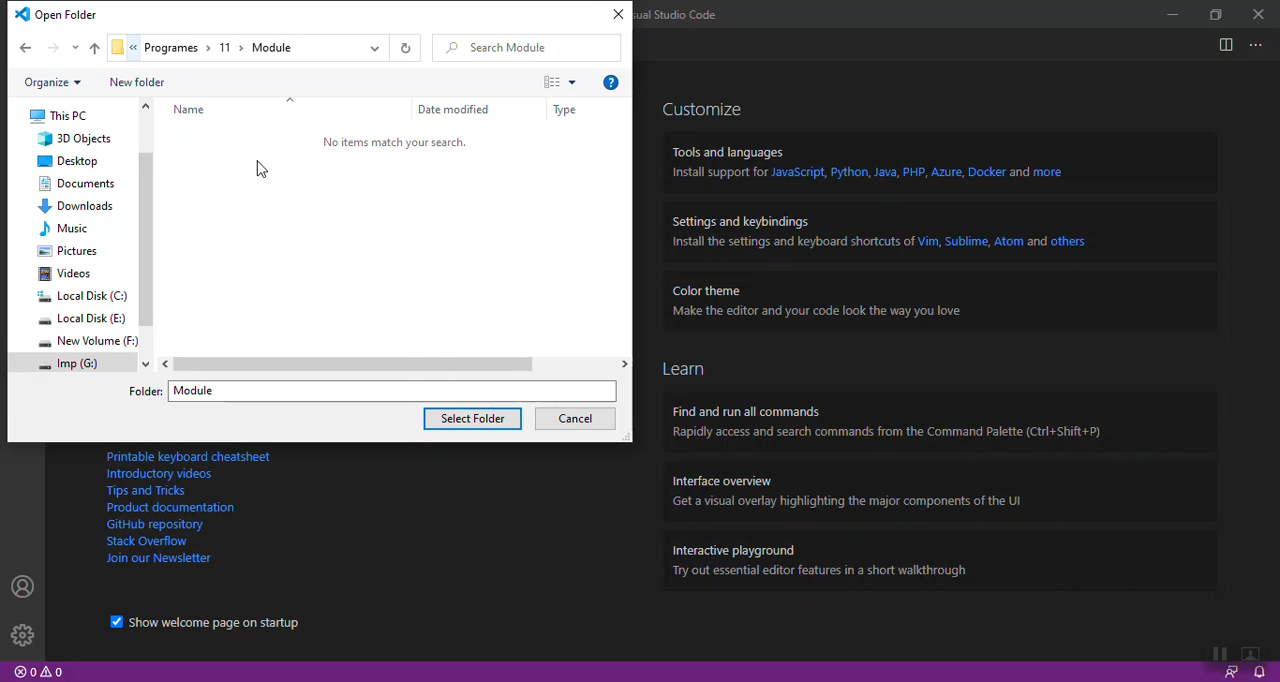 Open Folder
sual Studio Code
« Programes › 11 › Module
Search Module
Organize
New folder
?
This PC
3D Objects
Desktop
Documents
Downloads
Music
Pictures
Videos
Local Disk (C:)
Local Disk (E:)
New Volume (F:)
Imp (G:)
Name
Date modified
Type
No items match your search.
Folder: Module
Select Folder
Cancel
Printable keyboard cheatsheet
Introductory videos
Tips and Tricks
Product documentation
GitHub repository
Stack Overflow
Join our Newsletter
Show welcome page on startup
Customize
Tools and languages
Install support for JavaScript, Python, Java, PHP, Azure, Docker and more
Settings and keybindings
Install the settings and keyboard shortcuts of Vim, Sublime, Atom and others
Color theme
Make the editor and your code look the way you love
Learn
Find and run all commands
Rapidly access and search commands from the Command Palette (Ctrl+Shift+P)
Interface overview
Get a visual overlay highlighting the major components of the UI
Interactive playground
Try out essential editor features in a short walkthrough
0 0